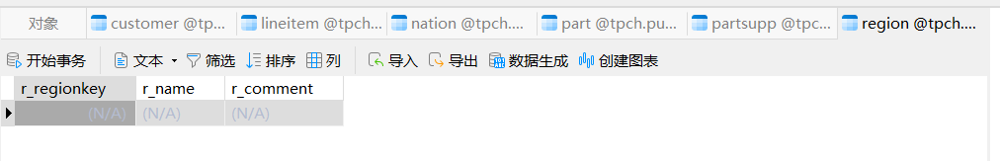 对象 customer @tp... lineitem @tpch... nation @tpch.... part @tpch.pu... partsupp @tpc... region @tpch....
开始事务 文本 筛选 排序 列 导入 导出 数据生成 创建图表
r_regionkey r_name r_comment
(N/A) (N/A) (N/A)